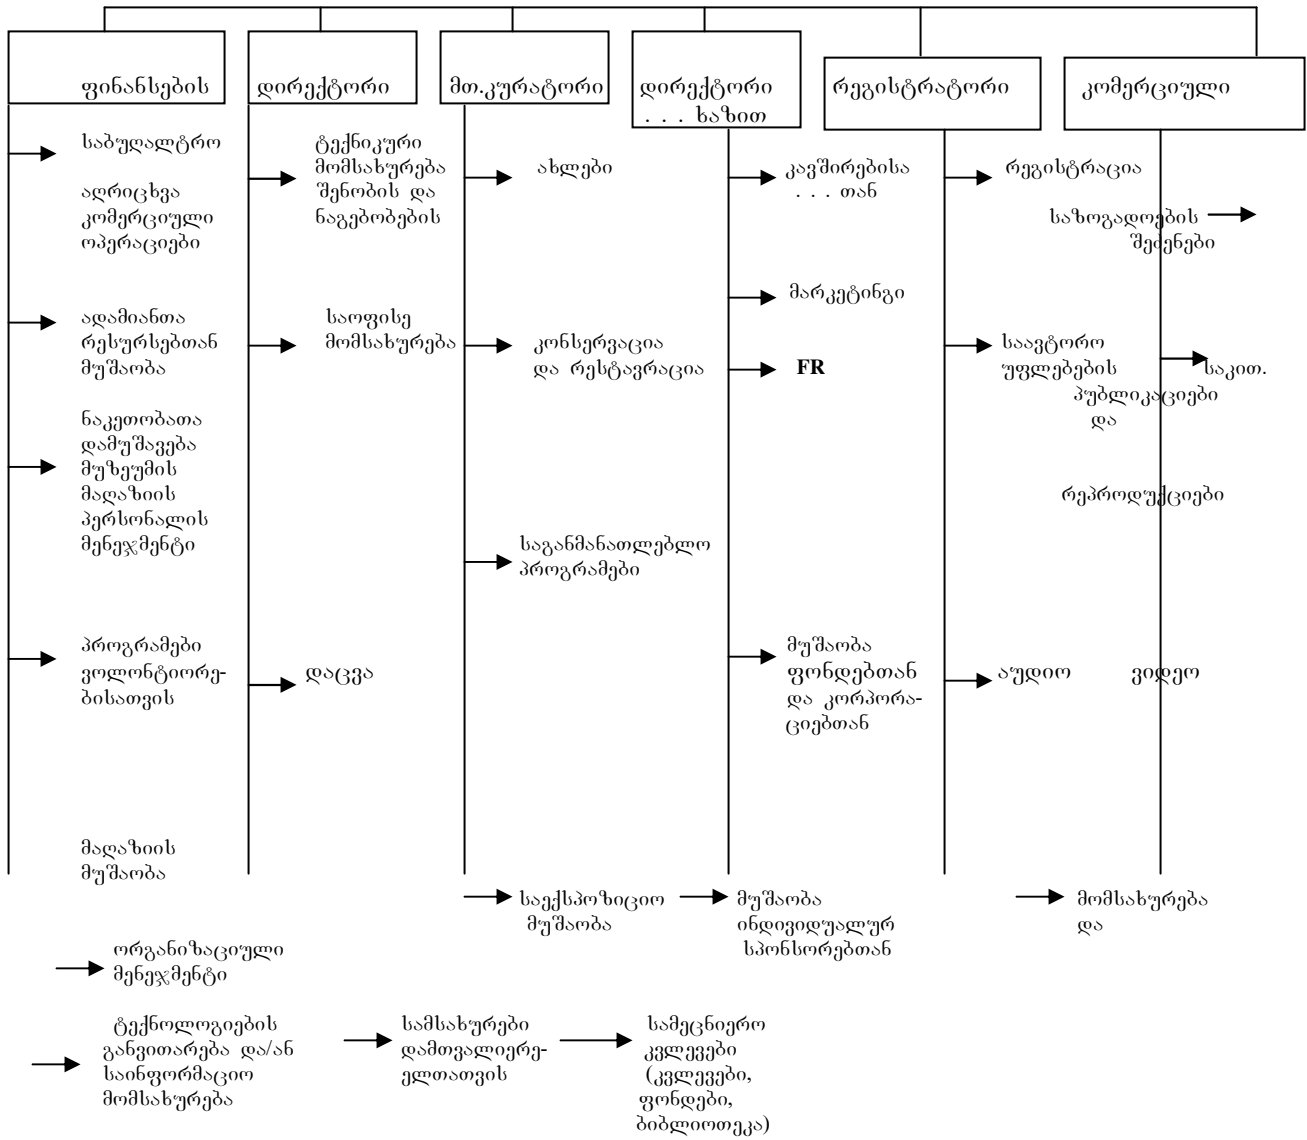 ფინანსების
დირექტორი
მთ.კურატორი
დირექტორი
. . . ხაზით
რეგისტრატორი
კომერციული
საბუღალტრო
აღრიცხვა
კომერციული
ოპერაციები
ადამიანთა
რესურსებთან
მუშაობა
ნაკეთობათა
დამუშავება
მუზეუმის
მაღაზიის
პერსონალის
მენეჯმენტი
პროგრამები
ვოლონტიორე-
ბისათვის
მაღაზიის
მუშაობა
ტექნიკური
მომსახურება
შენობის და
ნაგებობების
საოფისე
მომსახურება
დაცვა
ახლები
კონსერვაცია
და რესტავრაცია
საგანმანათლებლო
პროგრამები
საექსპოზიციო
მუშაობა
კავშირებისა
. . . თან
მარკეტინგი
FR
მუშაობა
ფონდებთან
და კორპორა-
ციებთან
მუშაობა
ინდივიდუალურ
სპონსორებთან
რეგისტრაცია
საავტორო
უფლებების
აუდიო
ვიდეო
საზოგადოების
შეძენები
საკით.
პუბლიკაციები
და
რეპროდუქციები
მომსახურება
და
ორგანიზაციული
მენეჯმენტი
ტექნოლოგიების
განვითარება და/ან
საინფორმაციო
მომსახურება
სამსახურები
დამთვალიერე-
ელთათვის
სამეცნიერო
კვლევები
(კვლევები,
ფონდები,
ბიბლიოთეკა)